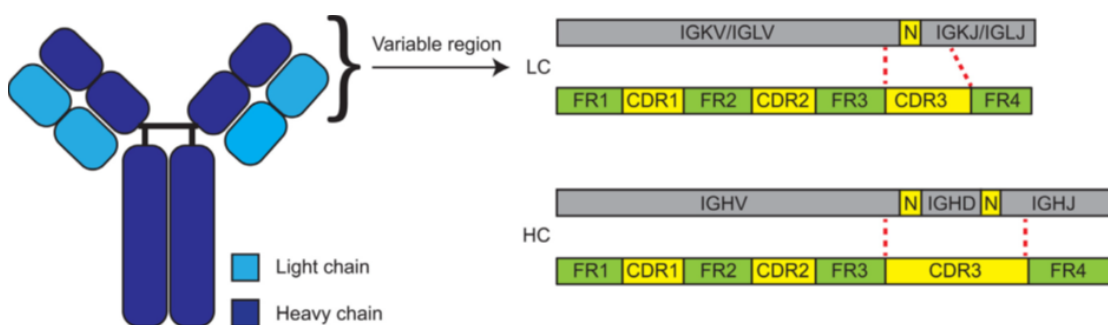 Variable region
LC
IGKV/IGLV N IGKJ/IGLJ
FR1 CDR1 FR2 CDR2 FR3 CDR3 FR4
HC
IGHV N IGHD N IGHJ
FR1 CDR1 FR2 CDR2 FR3 CDR3 FR4
Light chain
Heavy chain